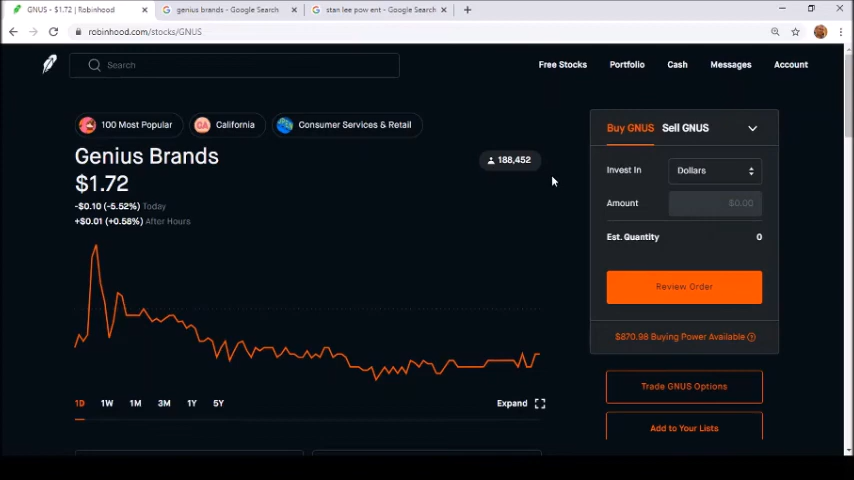 GNUS - $1.72 | Robinhood
genius brands - Google Search
stan lee pow ent - Google Search
robinhood.com/stocks/GNUS
Search
Free Stocks
Portfolio
Cash
Messages
Account
100 Most Popular
GA
California
Consumer Services & Retail
Genius Brands
188,452
$1.72
-$0.10 (-5.52%) Today
+$0.01 (+0.58%) After Hours
1D
1W
1M
3M
1Y
5Y
Expand
Buy GNUS
Sell GNUS
Invest In
Dollars
Amount
$0.00
Est. Quantity
0
Review Order
$870.98 Buying Power Available
Trade GNUS Options
Add to Your Lists